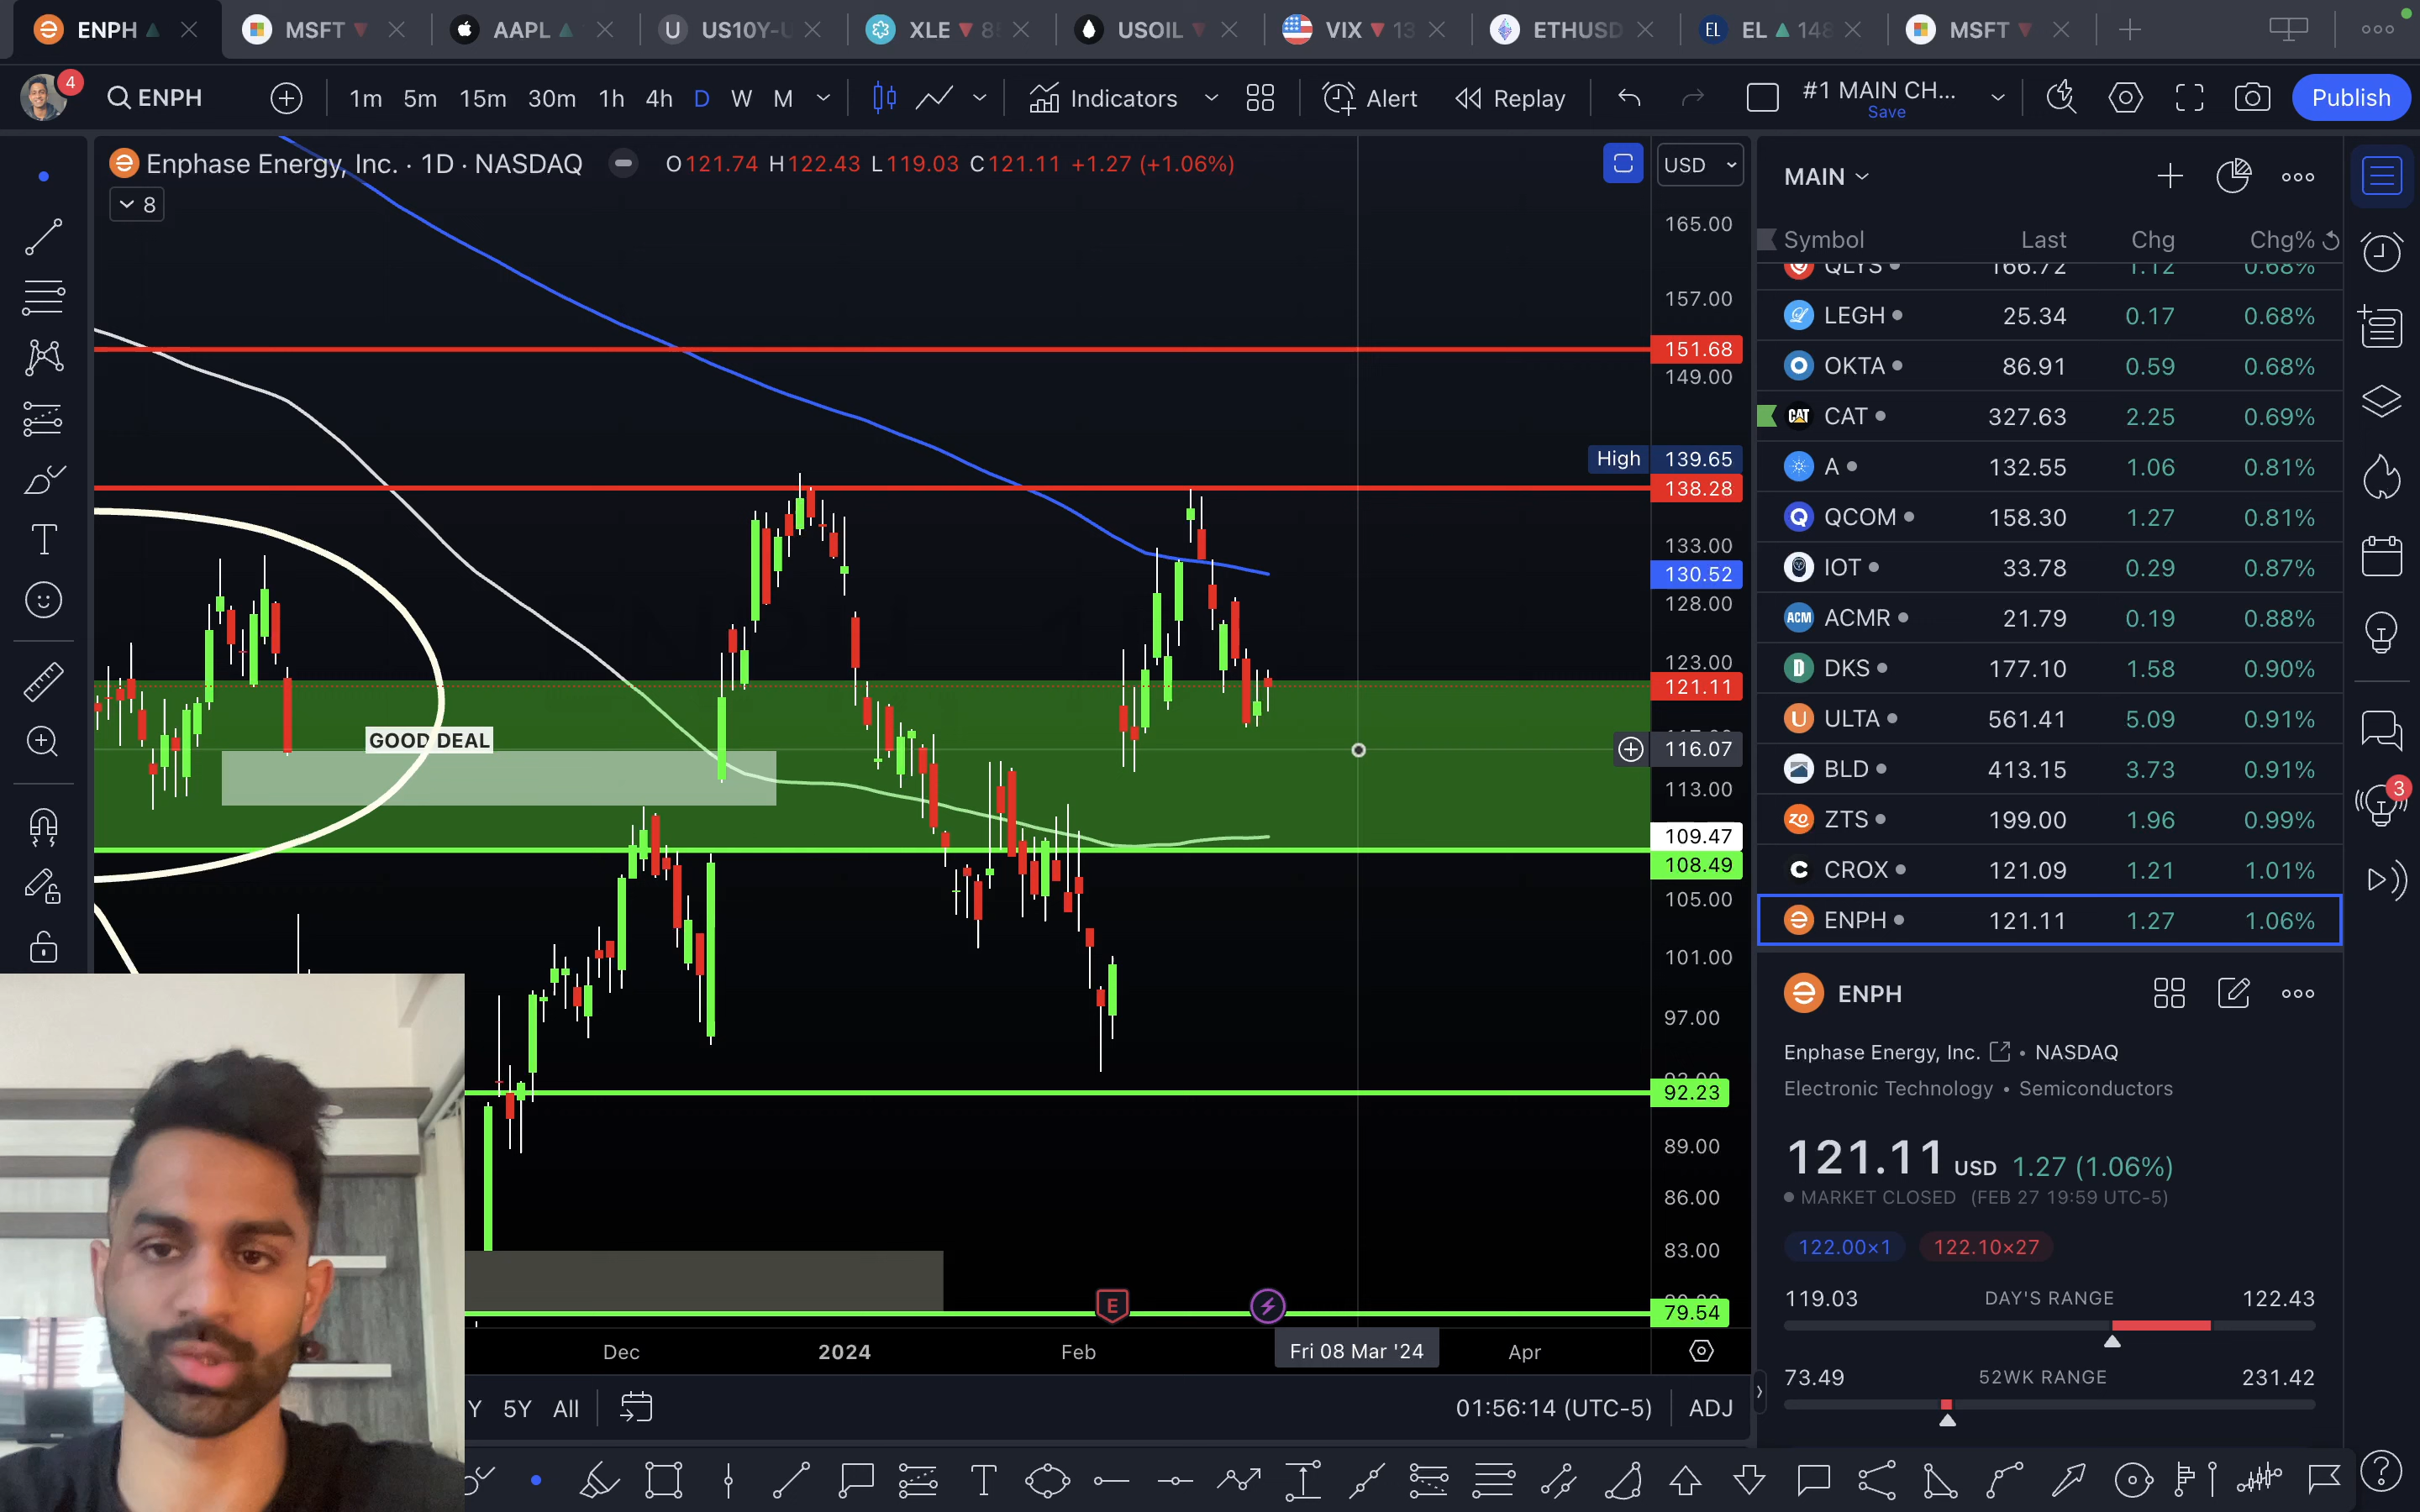 ENPH MSFT AAPL US10Y-U XLE 8 USOIL VIX 13 ETHUSD EL 148 MSFT
4 ENPH 1m 5m 15m 30m 1h 4h D W M Indicators Alert Replay #1 MAIN CH... Save Publish
Enphase Energy, Inc. · 1D · NASDAQ O121.74 H122.43 L119.03 C121.11 +1.27 (+1.06%)
8
USD
165.00
157.00
151.68
149.00
High 139.65
138.28
133.00
130.52
128.00
123.00
121.11
116.07
113.00
109.47
108.49
105.00
101.00
97.00
92.23
89.00
86.00
83.00
79.54
GOOD DEAL
E
Dec 2024 Feb Fri 08 Mar '24 Apr
Y 5Y All 01:56:14 (UTC-5) ADJ
MAIN
Symbol Last Chg Chg%
QLYS 166.72 1.12 0.68%
LEGH 25.34 0.17 0.68%
OKTA 86.91 0.59 0.68%
CAT CAT 327.63 2.25 0.69%
A 132.55 1.06 0.81%
QCOM 158.30 1.27 0.81%
IOT 33.78 0.29 0.87%
ACM ACMR 21.79 0.19 0.88%
DKS 177.10 1.58 0.90%
ULTA 561.41 5.09 0.91%
BLD 413.15 3.73 0.91%
ZO ZTS 199.00 1.96 0.99%
CROX 121.09 1.21 1.01%
ENPH 121.11 1.27 1.06%
3
ENPH
Enphase Energy, Inc. • NASDAQ
Electronic Technology • Semiconductors
121.11 USD 1.27 (1.06%)
MARKET CLOSED (FEB 27 19:59 UTC-5)
122.00×1 122.10×27
119.03 DAY'S RANGE 122.43
73.49 52WK RANGE 231.42